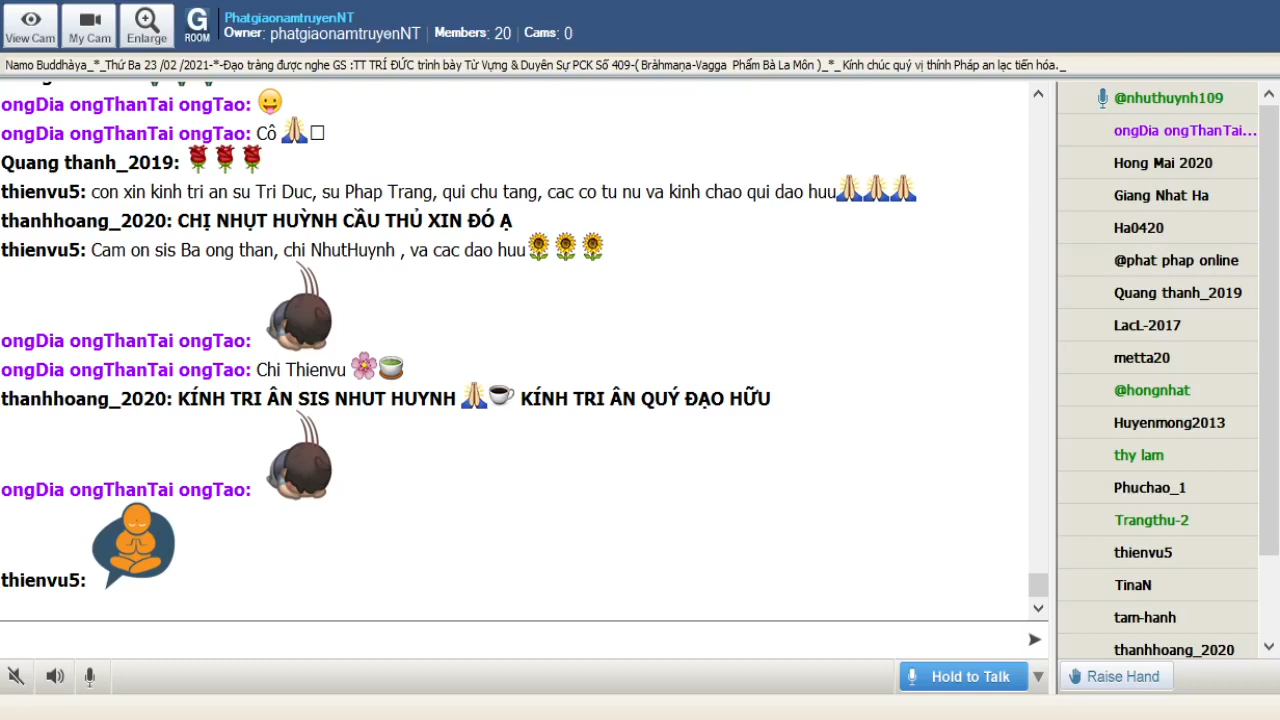 View Cam
My Cam
Enlarge
G
ROOM
PhatgiaonamtruyenNT
Owner: phatgiaonamtruyenNT | Members: 20 | Cams: 0
Namo Buddhàya_*_Thứ Ba 23 /02 /2021-*-Đạo tràng được nghe GS :TT TRÍ ĐỨC trình bày Từ Vựng & Duyên Sự PCK Số 409-( Bràhmaṇa-Vagga Phẩm Bà La Môn )_*_ Kính chúc quý vị thính Pháp an lạc tiến hóa._
ongDia ongThanTai ongTao:
ongDia ongThanTai ongTao: Cô
Quang thanh_2019:
thienvu5: con xin kinh tri an su Tri Duc, su Phap Trang, qui chu tang, cac co tu nu va kinh chao qui dao huu
thanhhoang_2020: CHỊ NHỤT HUỲNH CẦU THỦ XIN ĐÓ Ạ
thienvu5: Cam on sis Ba ong than, chi NhutHuynh , va cac dao huu
ongDia ongThanTai ongTao:
ongDia ongThanTai ongTao: Chi Thienvu
thanhhoang_2020: KÍNH TRI ÂN SIS NHUT HUYNH KÍNH TRI ÂN QUÝ ĐẠO HỮU
ongDia ongThanTai ongTao:
thienvu5:
@nhuthuynh109
ongDia ongThanTai...
Hong Mai 2020
Giang Nhat Ha
Ha0420
@phat phap online
Quang thanh_2019
LacL-2017
metta20
@hongnhat
Huyenmong2013
thy lam
Phuchao_1
Trangthu-2
thienvu5
TinaN
tam-hanh
thanhhoang_2020
Hold to Talk
Raise Hand